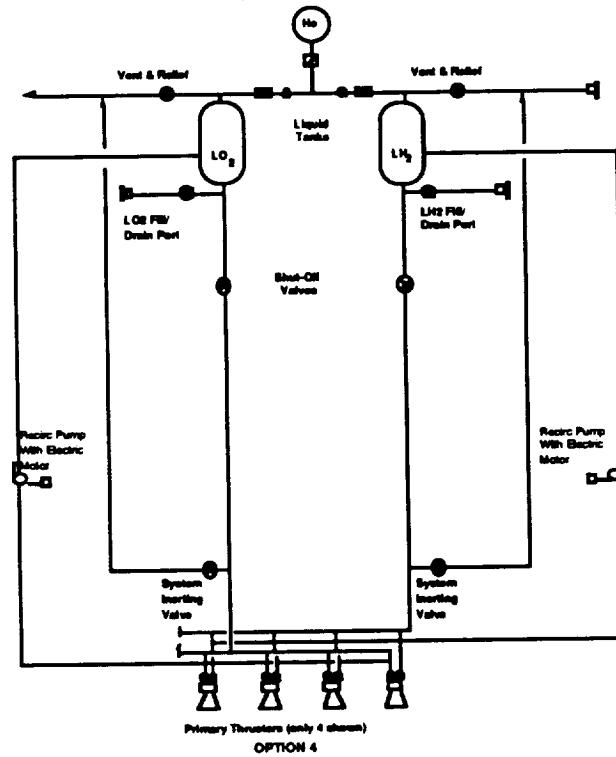 He
Vent & Relief
Vent & Relief
Liquid
Tanks
LO2
LH2
LO2 Fill/
Drain Port
LH2 Fill/
Drain Port
Shut-Off
Valves
Recirc Pump
With Electric
Motor
Recirc Pump
With Electric
Motor
System
Inerting
Valve
System
Inerting
Valve
Primary Thrusters (only 4 shown)
OPTION 4